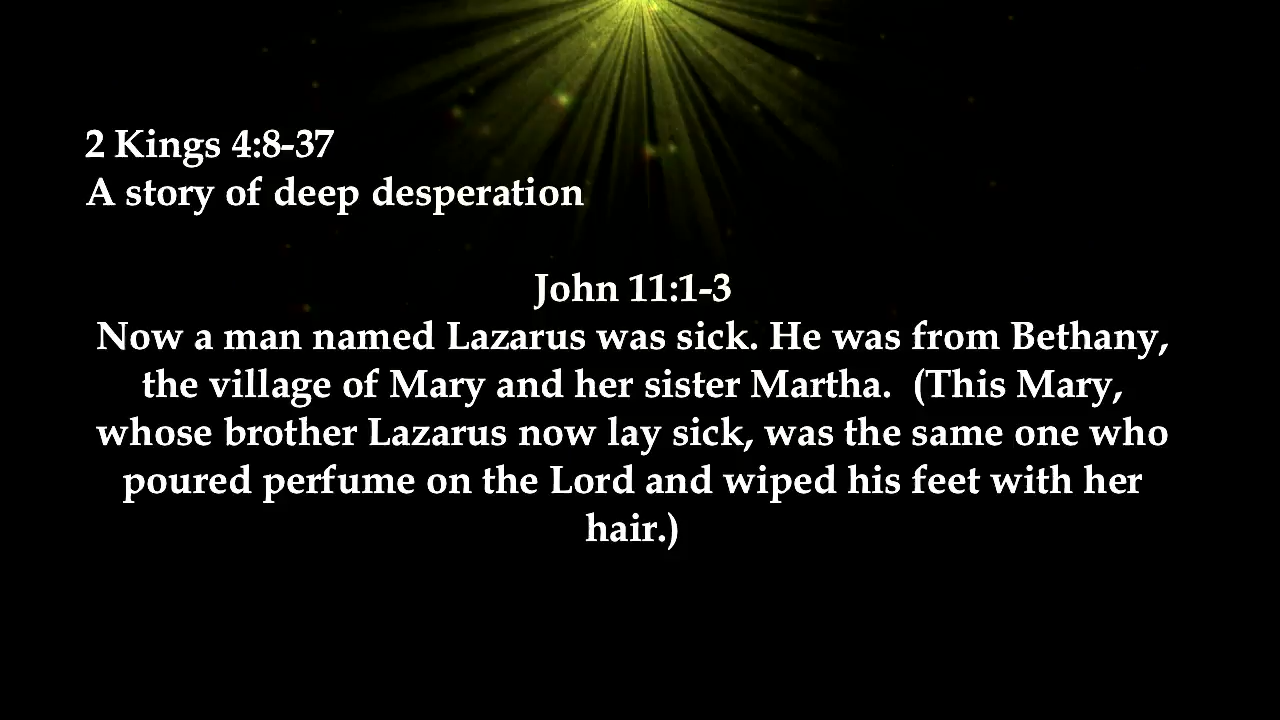 2 Kings 4:8-37
A story of deep desperation
John 11:1-3
Now a man named Lazarus was sick. He was from Bethany,
the village of Mary and her sister Martha.  (This Mary,
whose brother Lazarus now lay sick, was the same one who
poured perfume on the Lord and wiped his feet with her
hair.)